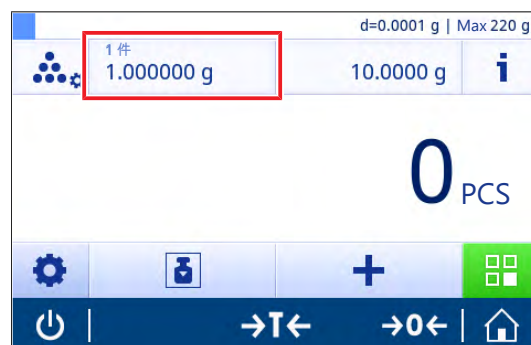 d=0.0001 g | Max 220 g
1 件
1.000000 g
10.0000 g
i
0 PCS
→T←
→0←